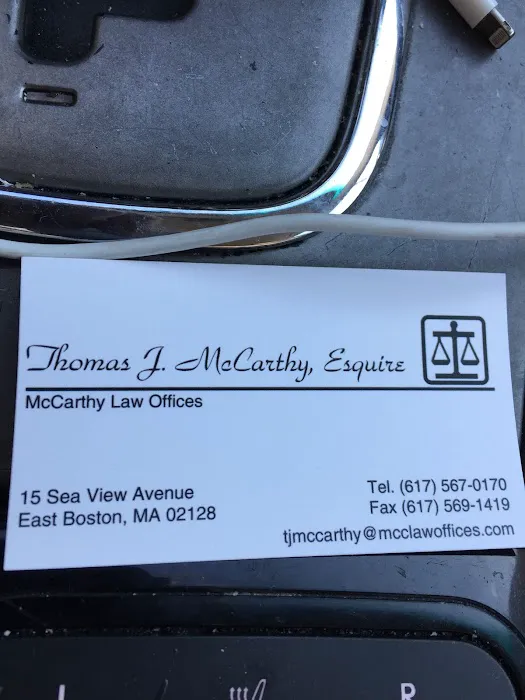 Thomas J. McCarthy, Esquire
McCarthy Law Offices
15 Sea View Avenue
East Boston, MA 02128
Tel. (617) 567-0170
Fax (617) 569-1419
tjmccarthy@mcclawoffices.com
L
R